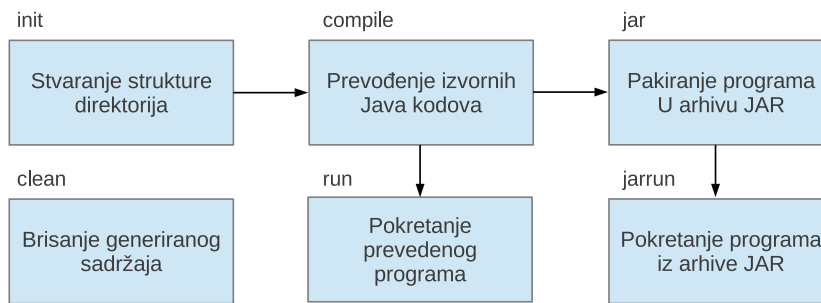 init
Stvaranje strukture
direktorija
compile
Prevođenje izvornih
Java kodova
jar
Pakiranje programa
U arhivu JAR
clean
Brisanje generiranog
sadržaja
run
Pokretanje
prevedenog
programa
jarrun
Pokretanje programa
iz arhive JAR